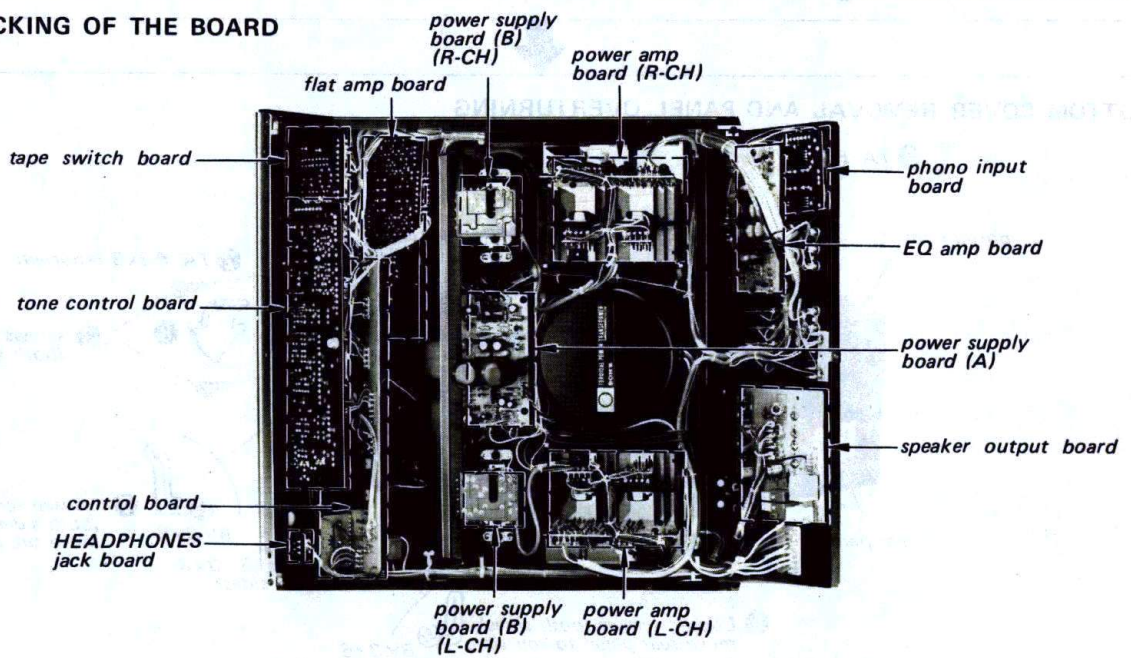 CKING OF THE BOARD
power supply
board (B)
(R-CH)
power amp
board (R-CH)
flat amp board
tape switch board
phono input
board
EQ amp board
tone control board
power supply
board (A)
speaker output board
control board
HEADPHONES
jack board
power supply
board (B)
(L-CH)
power amp
board (L-CH)